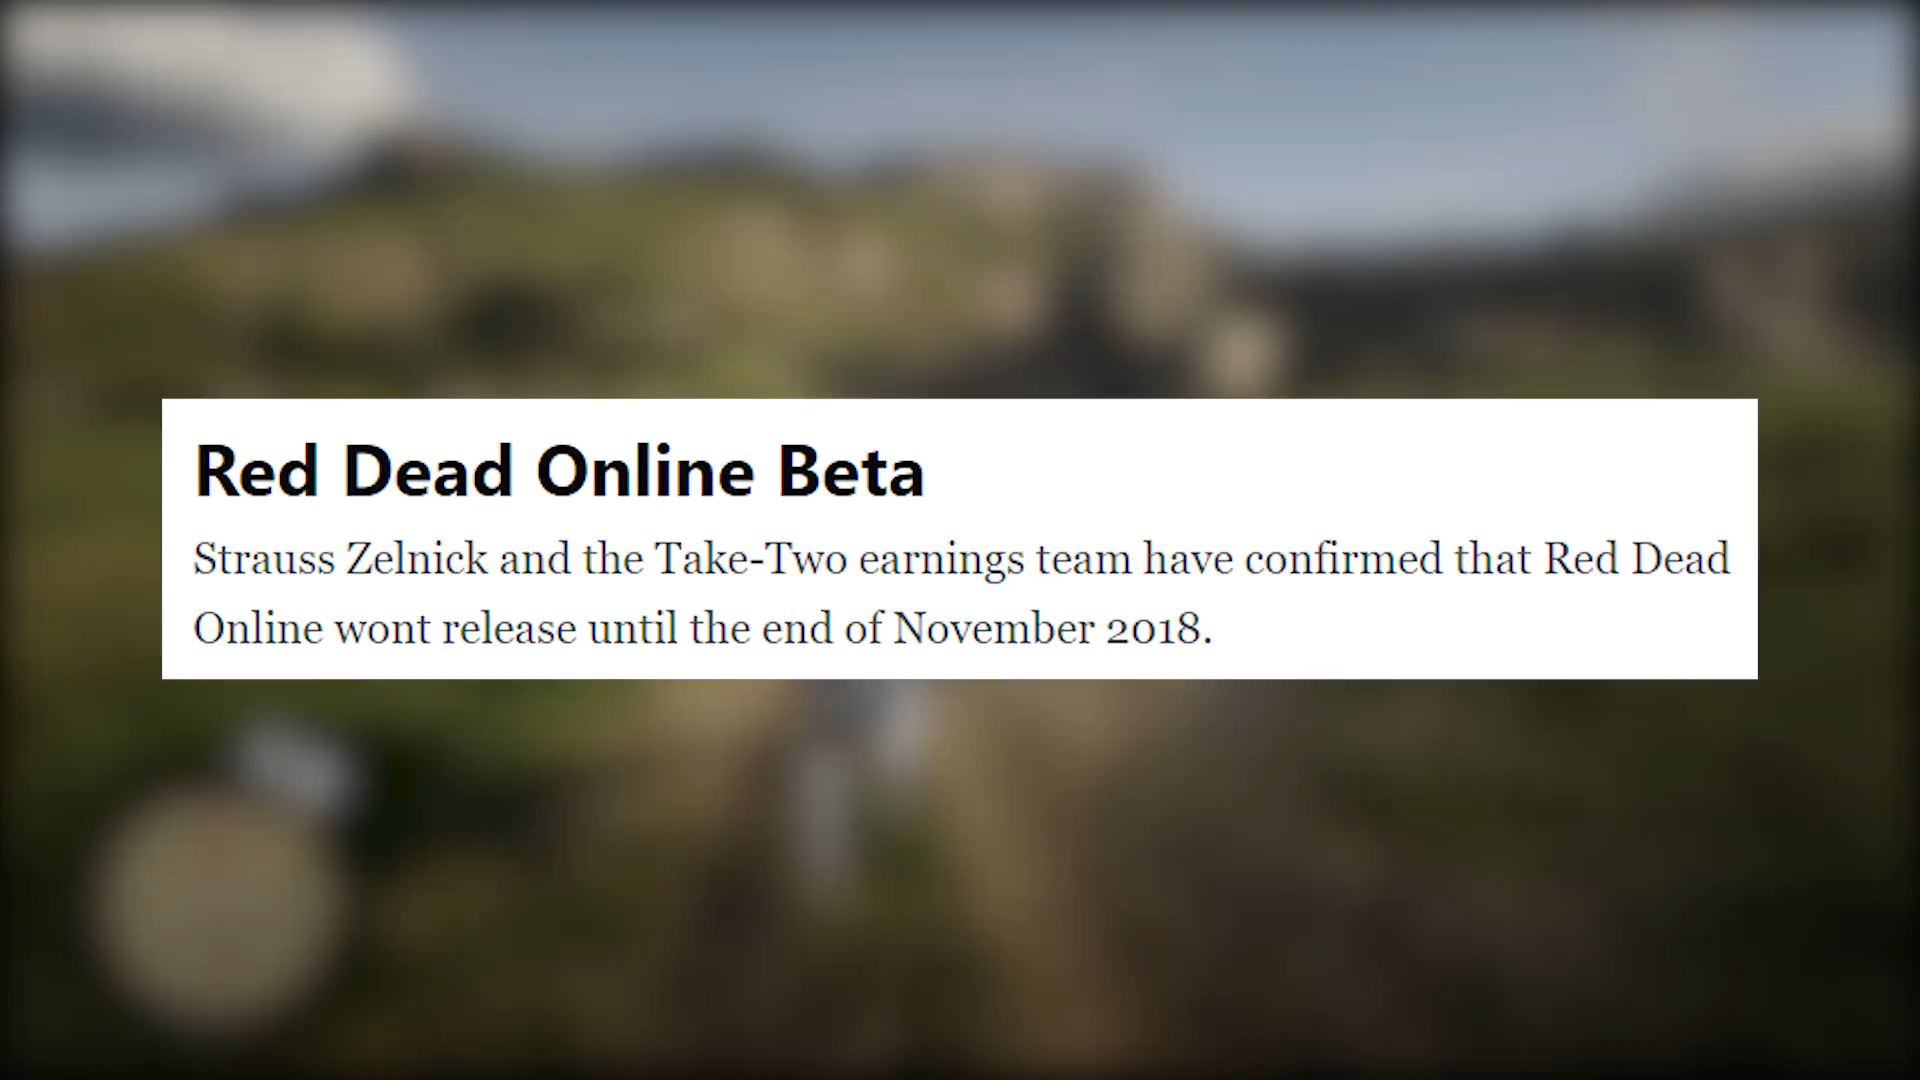 Red Dead Online Beta
Strauss Zelnick and the Take-Two earnings team have confirmed that Red Dead
Online wont release until the end of November 2018.